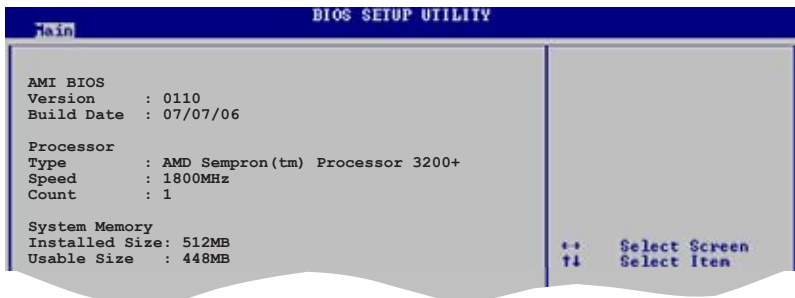 BIOS SETUP UTILITY
Main
AMI BIOS
Version : 0110
Build Date : 07/07/06
Processor
Type : AMD Sempron(tm) Processor 3200+
Speed : 1800MHz
Count : 1
System Memory
Installed Size: 512MB
Usable Size : 448MB
↔ Select Screen
↑↓ Select Item